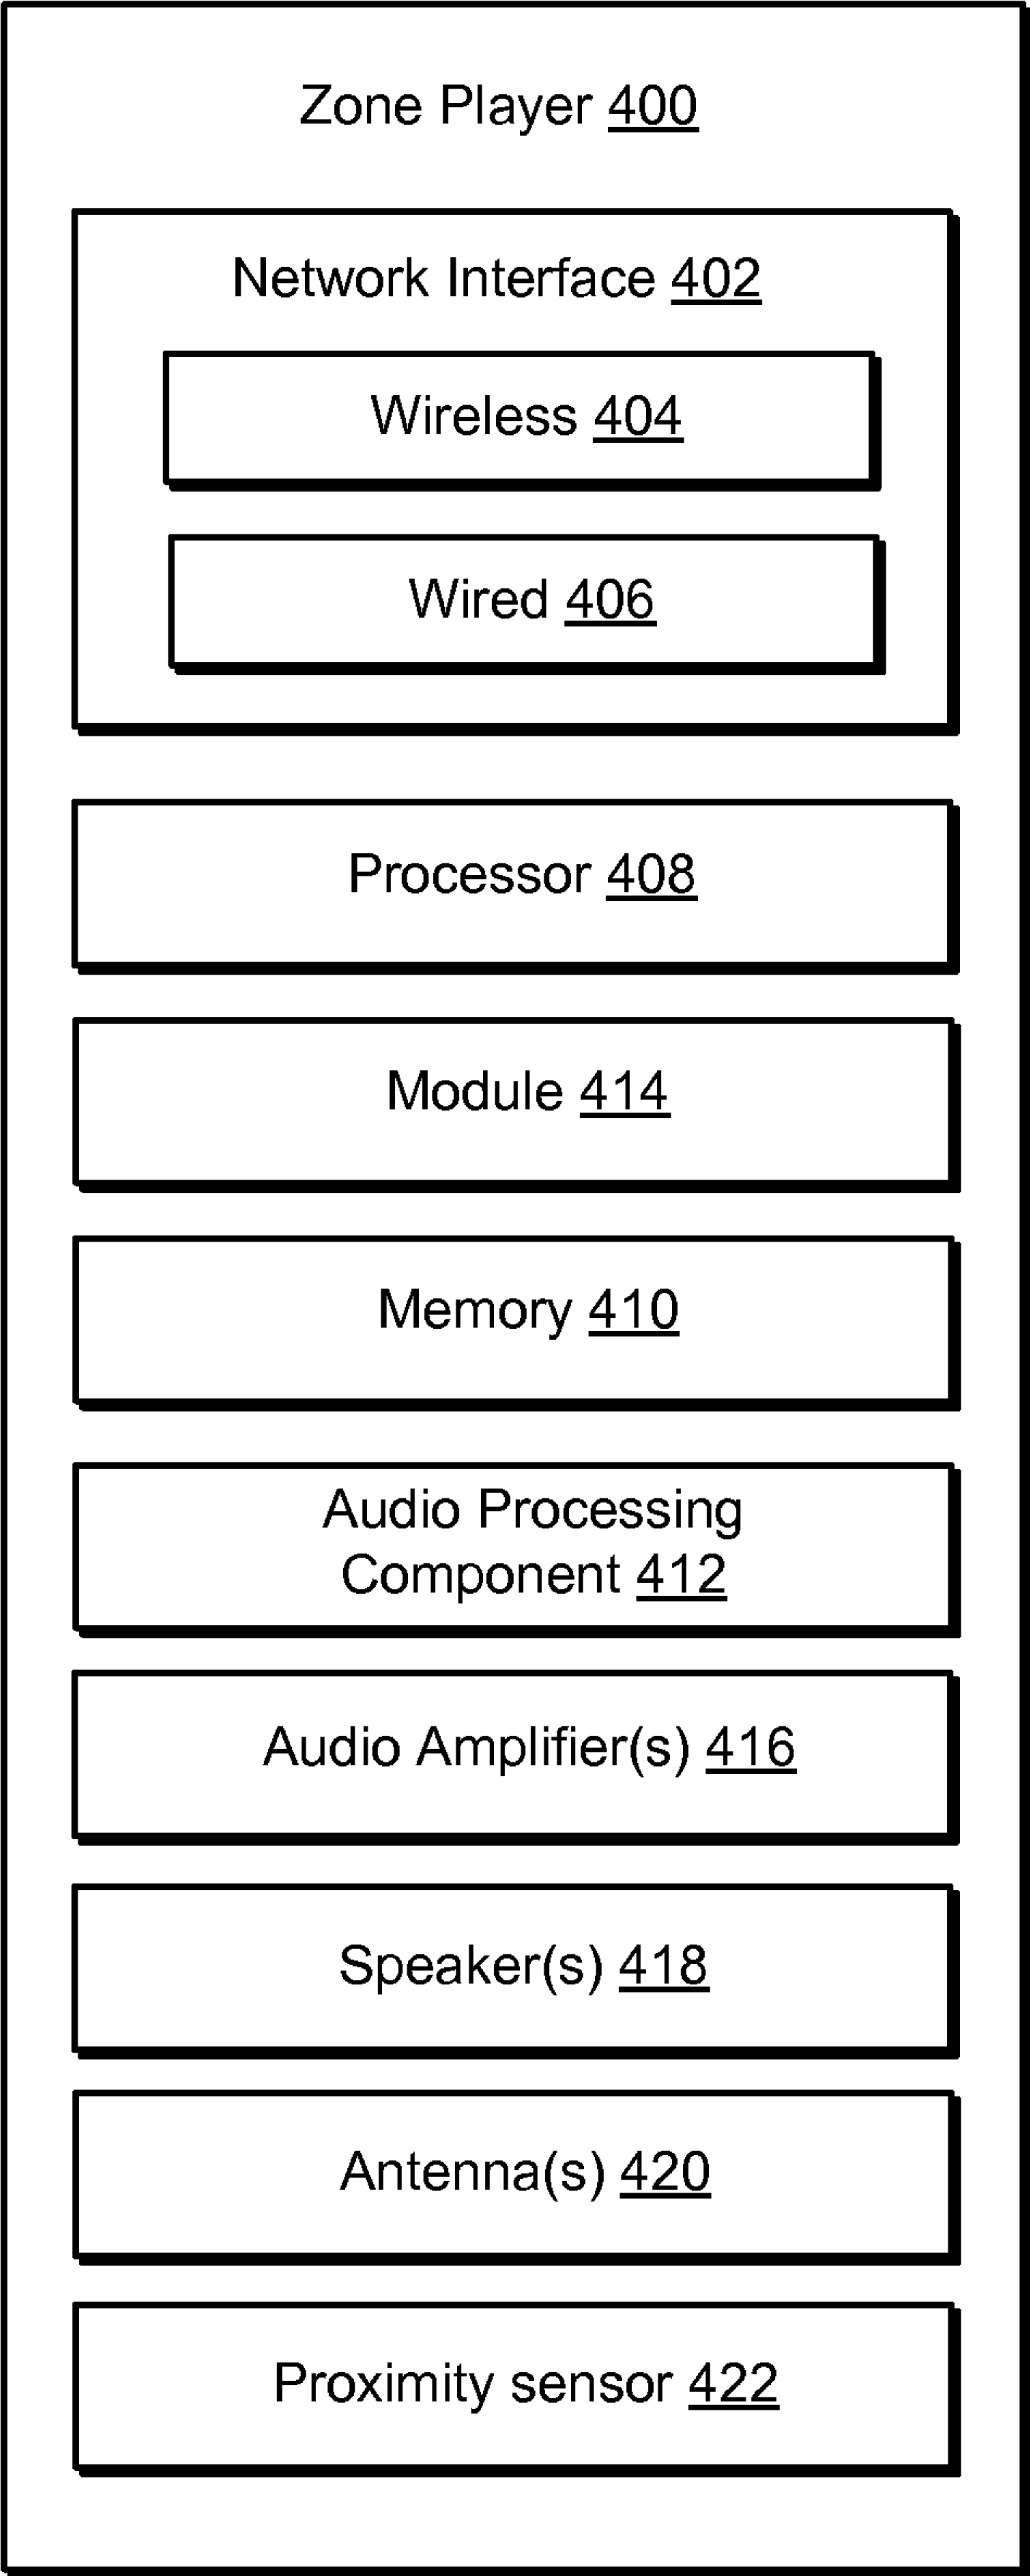 Zone Player 400
Network Interface 402
Wireless 404
Wired 406
Processor 408
Module 414
Memory 410
Audio Processing
Component 412
Audio Amplifier(s) 416
Speaker(s) 418
Antenna(s) 420
Proximity sensor 422